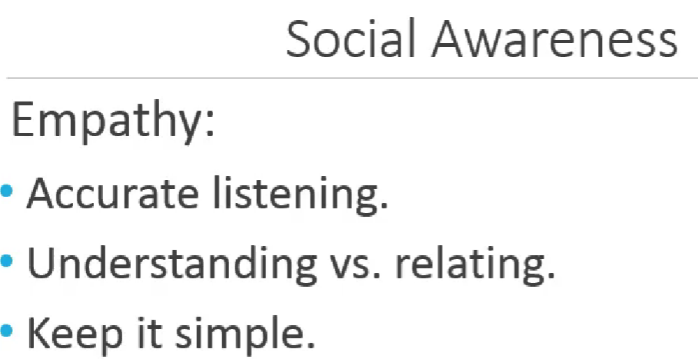 Social Awareness
Empathy:
• Accurate listening.
• Understanding vs. relating.
• Keep it simple.